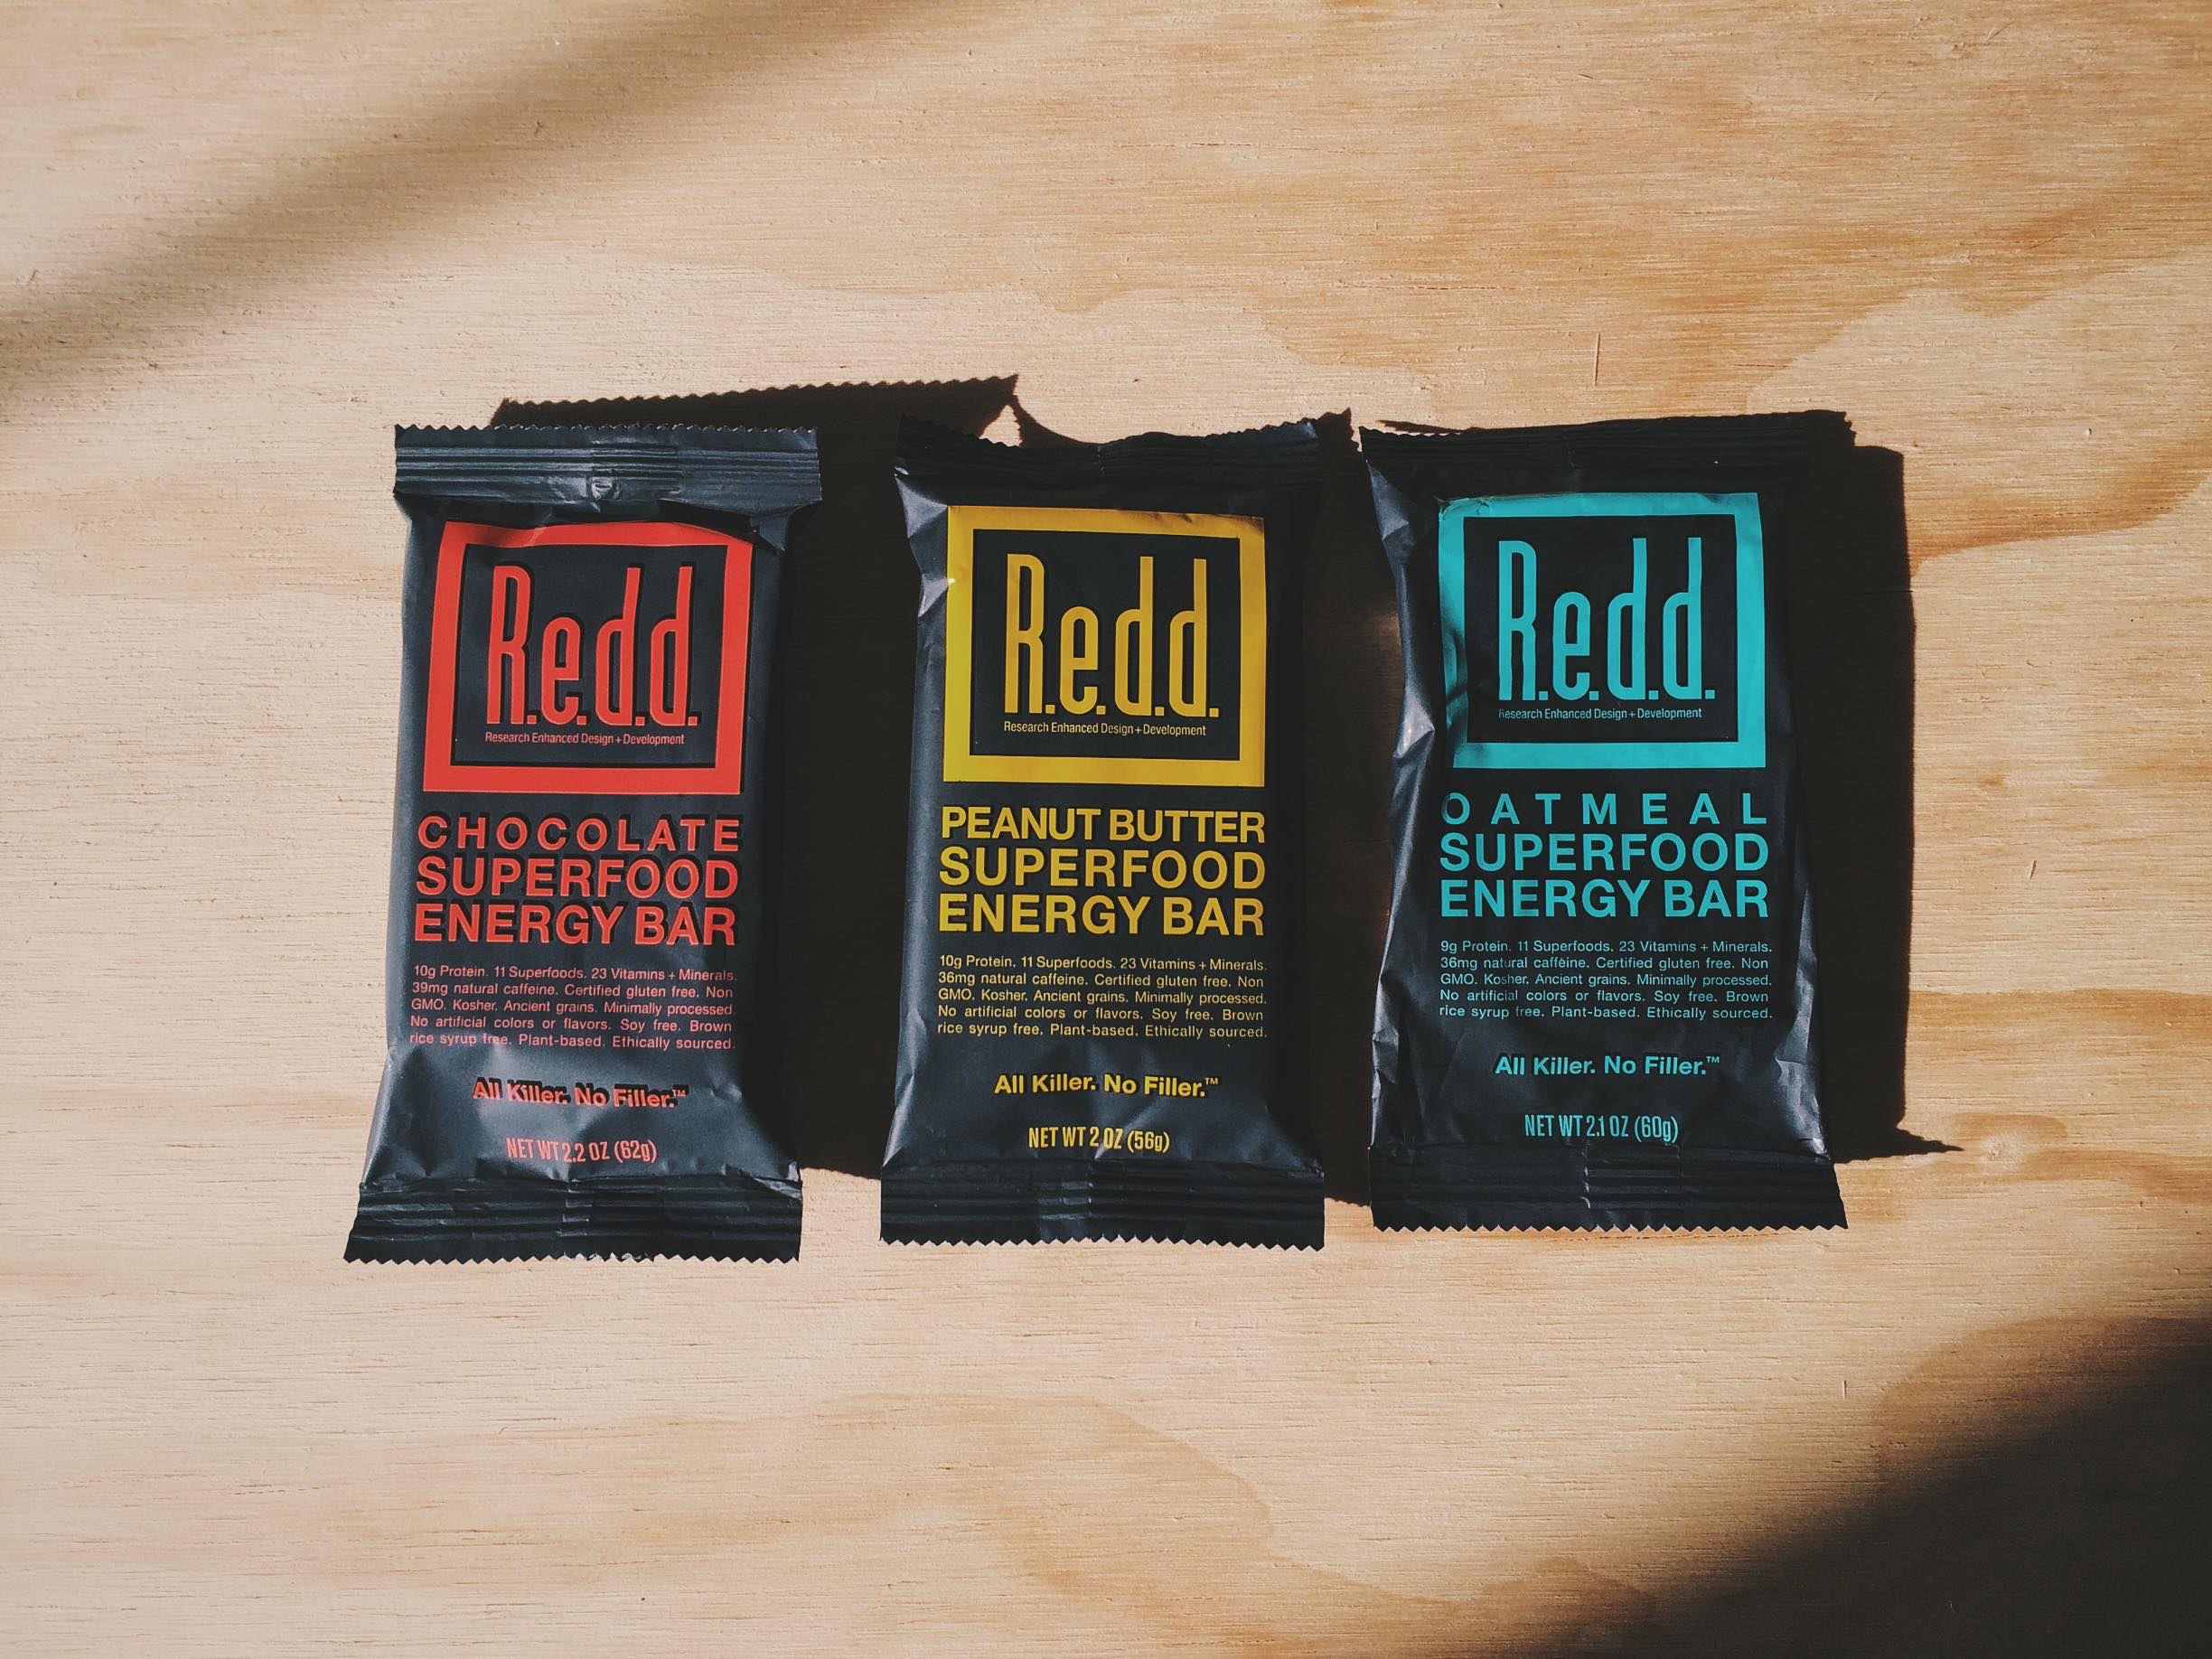 R.e.d.d.
Research Enhanced Design+Development
CHOCOLATE
SUPERFOOD
ENERGY BAR
10g Protein. 11 Superfoods. 23 Vitamins + Minerals.
39mg natural caffeine. Certified gluten free. Non
GMO. Kosher. Ancient grains. Minimally processed.
No artificial colors or flavors. Soy free. Brown
rice syrup free. Plant-based. Ethically sourced.
All Killer. No Filler.™
NET WT 2.2 OZ (62g)
R.e.d.d.
Research Enhanced Design+Development
PEANUT BUTTER
SUPERFOOD
ENERGY BAR
10g Protein. 11 Superfoods. 23 Vitamins + Minerals.
36mg natural caffeine. Certified gluten free. Non
GMO. Kosher. Ancient grains. Minimally processed.
No artificial colors or flavors. Soy free. Brown
rice syrup free. Plant-based. Ethically sourced.
All Killer. No Filler.™
NET WT 2 OZ (56g)
R.e.d.d.
Research Enhanced Design+Development
OATMEAL
SUPERFOOD
ENERGY BAR
9g Protein. 11 Superfoods. 23 Vitamins + Minerals.
36mg natural caffeine. Certified gluten free. Non
GMO. Kosher. Ancient grains. Minimally processed.
No artificial colors or flavors. Soy free. Brown
rice syrup free. Plant-based. Ethically sourced.
All Killer. No Filler.™
NET WT 2.1 OZ (60g)